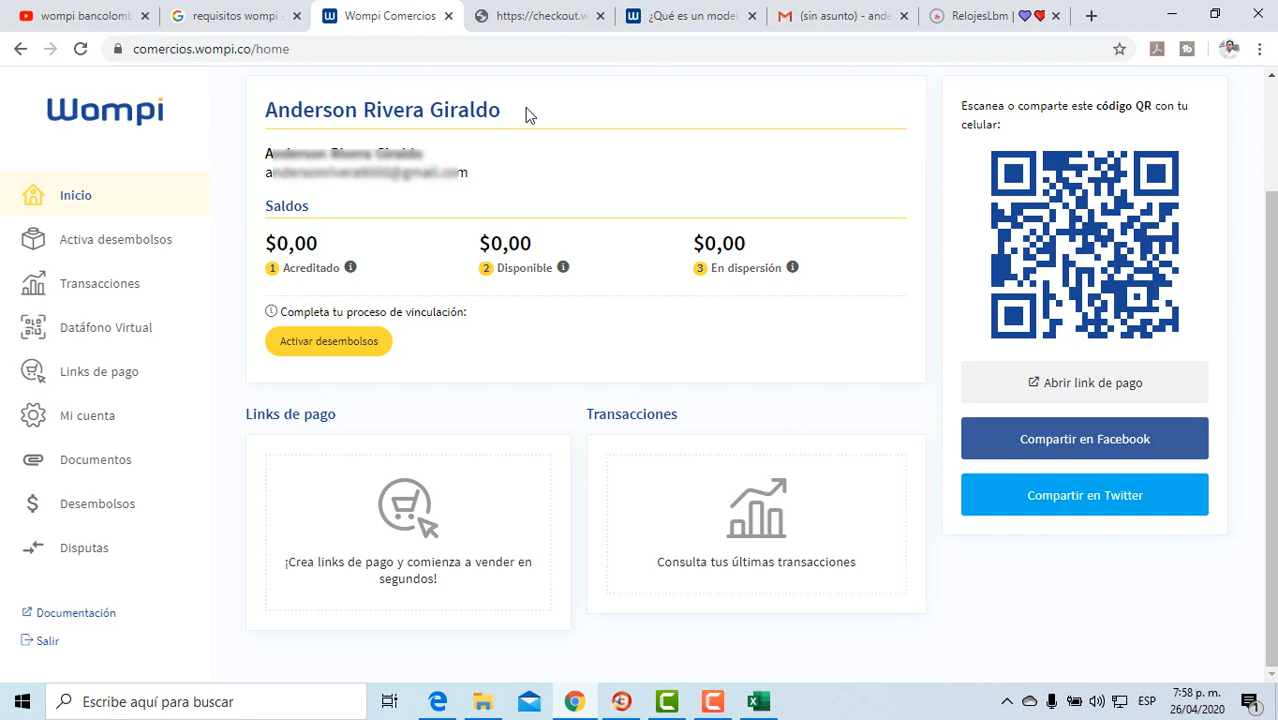 wompi bancolomb
requisitos wompi -
Wompi Comercios
https://checkout.w
¿Qué es un mod
(sin asunto) - and
RelojesLbm | 💜❤
comercios.wompi.co/home
Wompi
Inicio
Activa desembolsos
Transacciones
Datáfono Virtual
Links de pago
Mi cuenta
Documentos
Desembolsos
Disputas
Documentación
Salir
Anderson Rivera Giraldo
Saldos
$0,00 $0,00 $0,00
1 Acreditado 2 Disponible 3 En dispersión
Completa tu proceso de vinculación:
Activar desembolsos
Links de pago
¡Crea links de pago y comienza a vender en
segundos!
Transacciones
Consulta tus últimas transacciones
Escanea o comparte este código QR con tu
celular:
Abrir link de pago
Compartir en Facebook
Compartir en Twitter
Escribe aquí para buscar
ESP
7:58 p. m.
26/04/2020